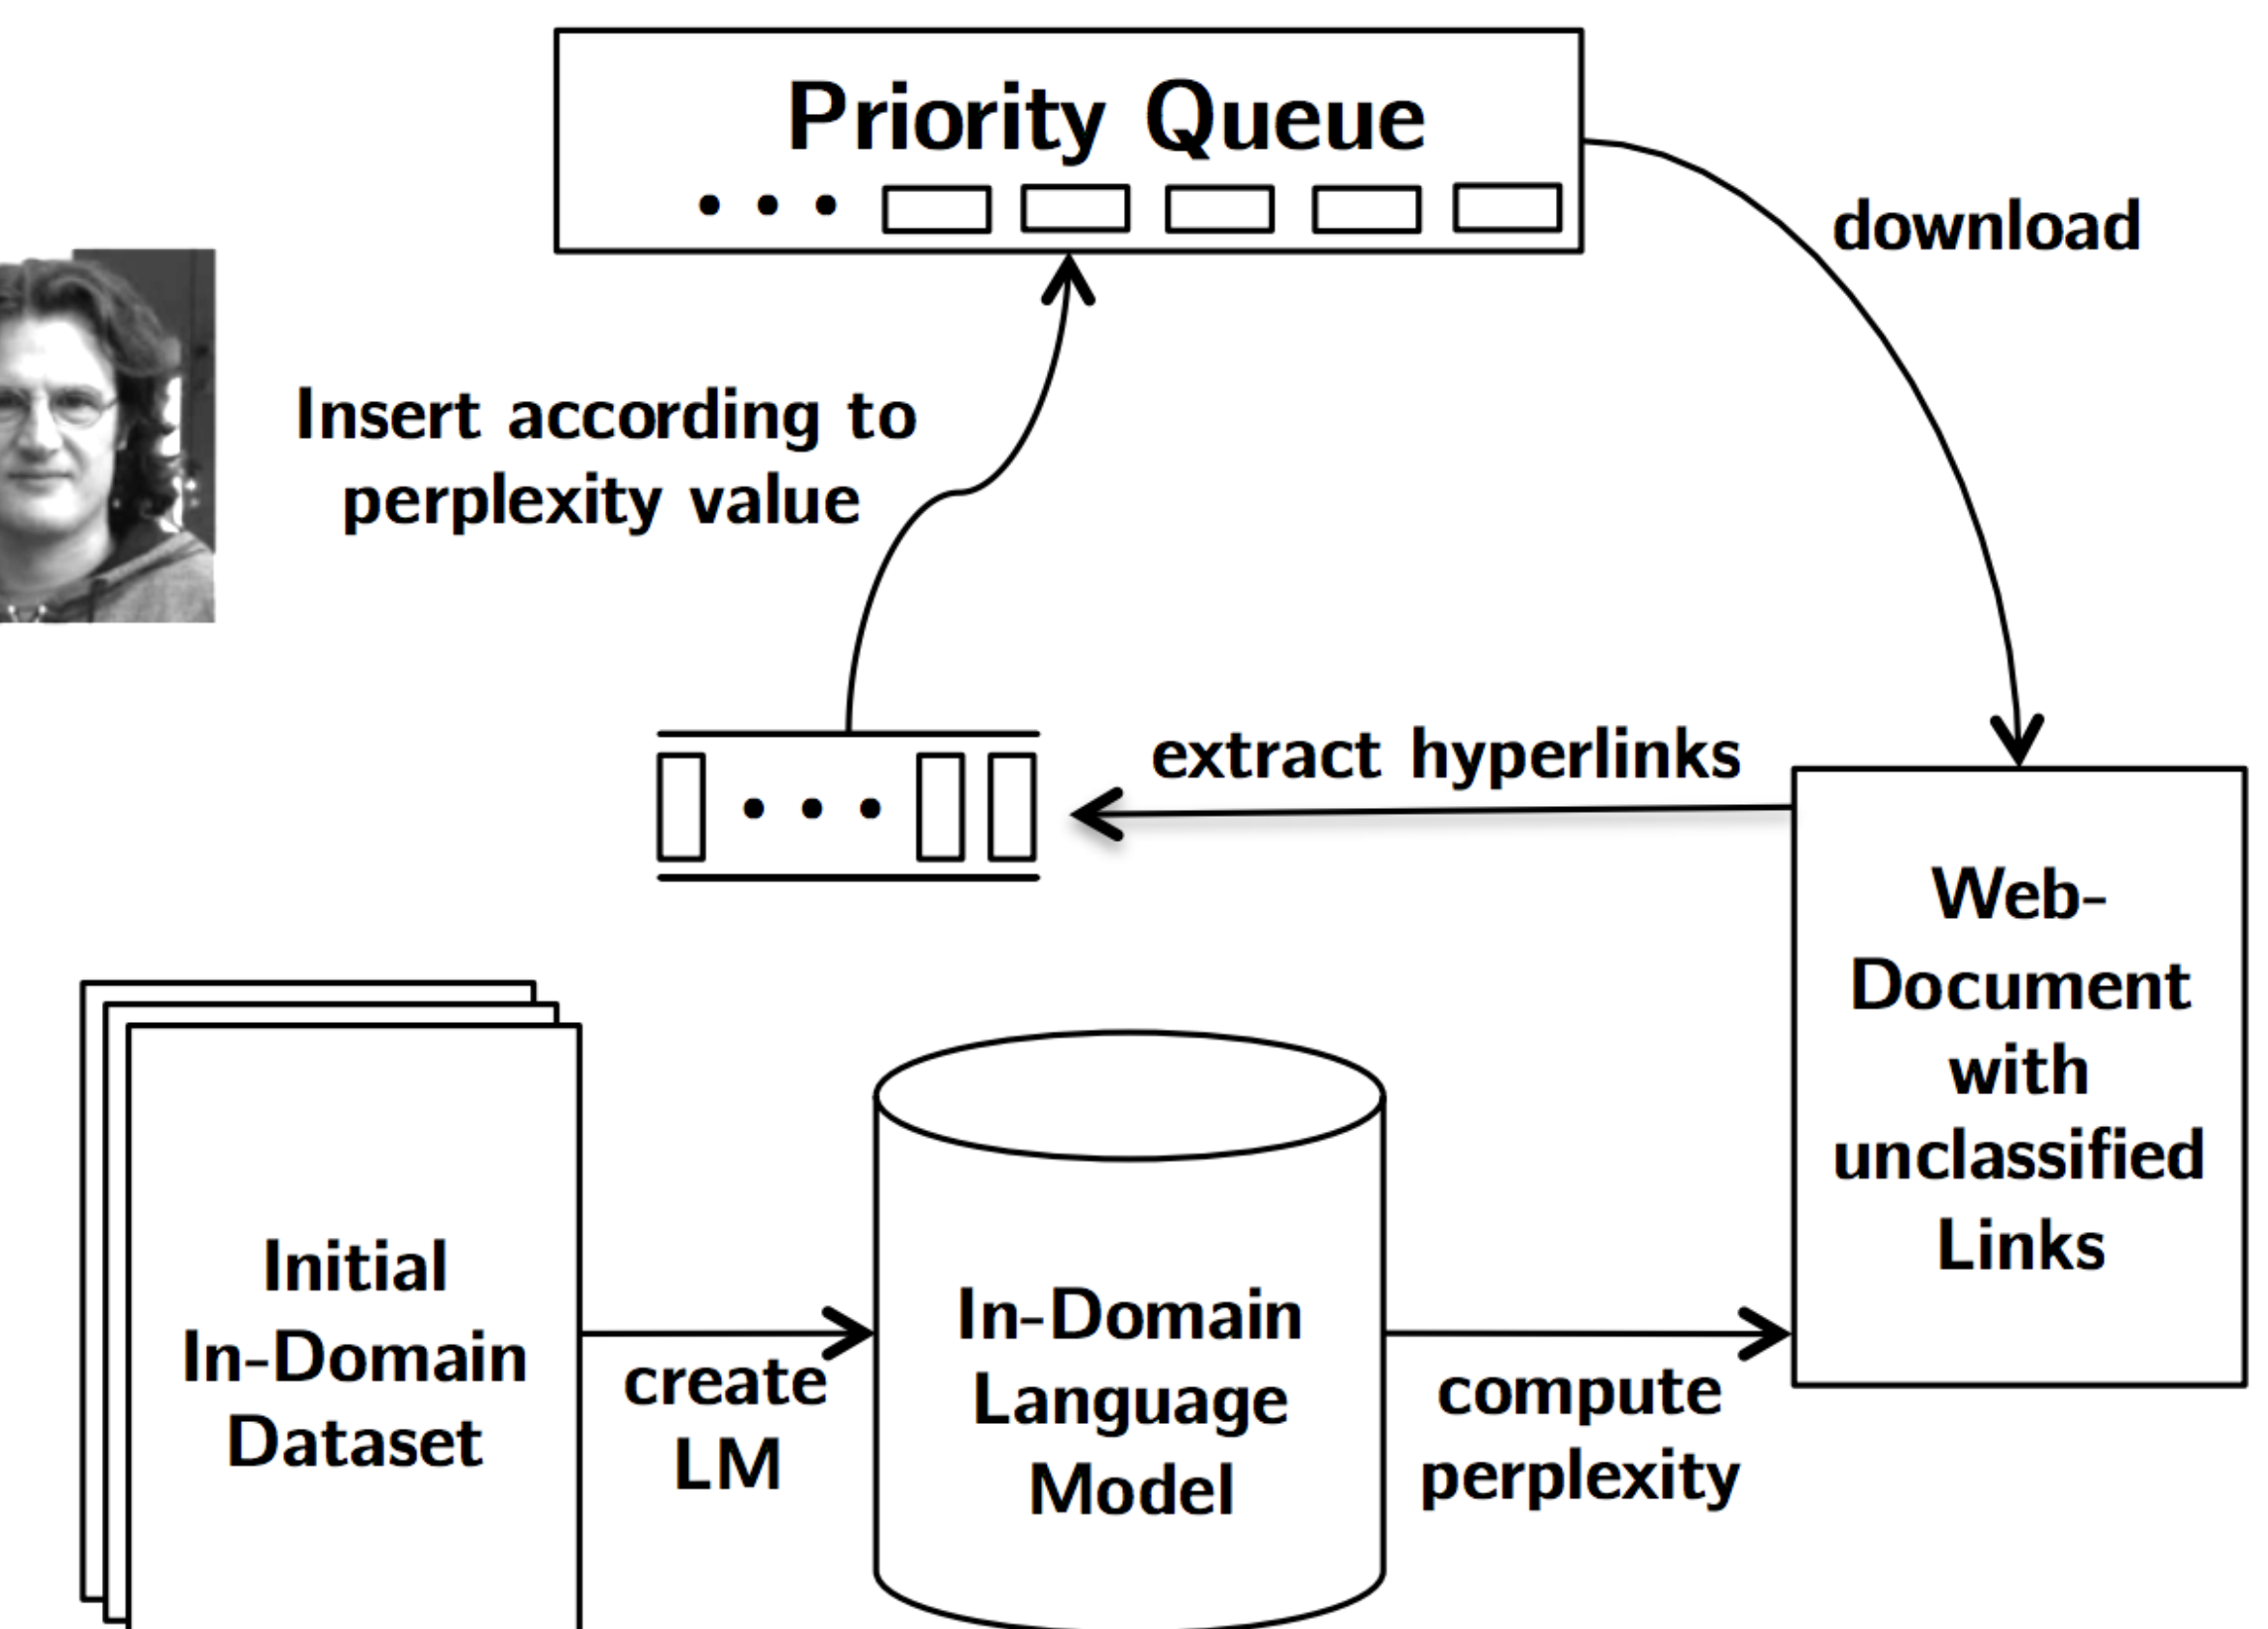 Priority Queue
download
Insert according to
perplexity value
extract hyperlinks
Web-
Document
with
unclassified
Links
Initial
In-Domain
Dataset
create
LM
In-Domain
Language
Model
compute
perplexity